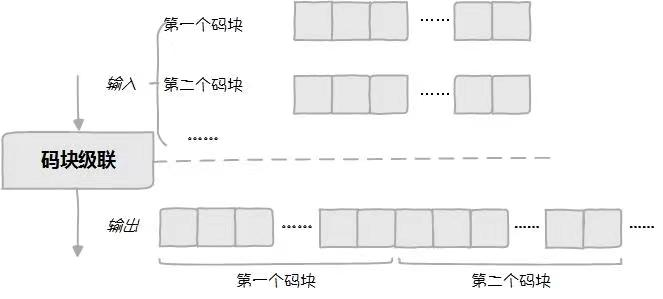 第一个码块 ……
输入 第二个码块 ……
……
码块级联
输出 …… …… ……
第一个码块 第二个码块